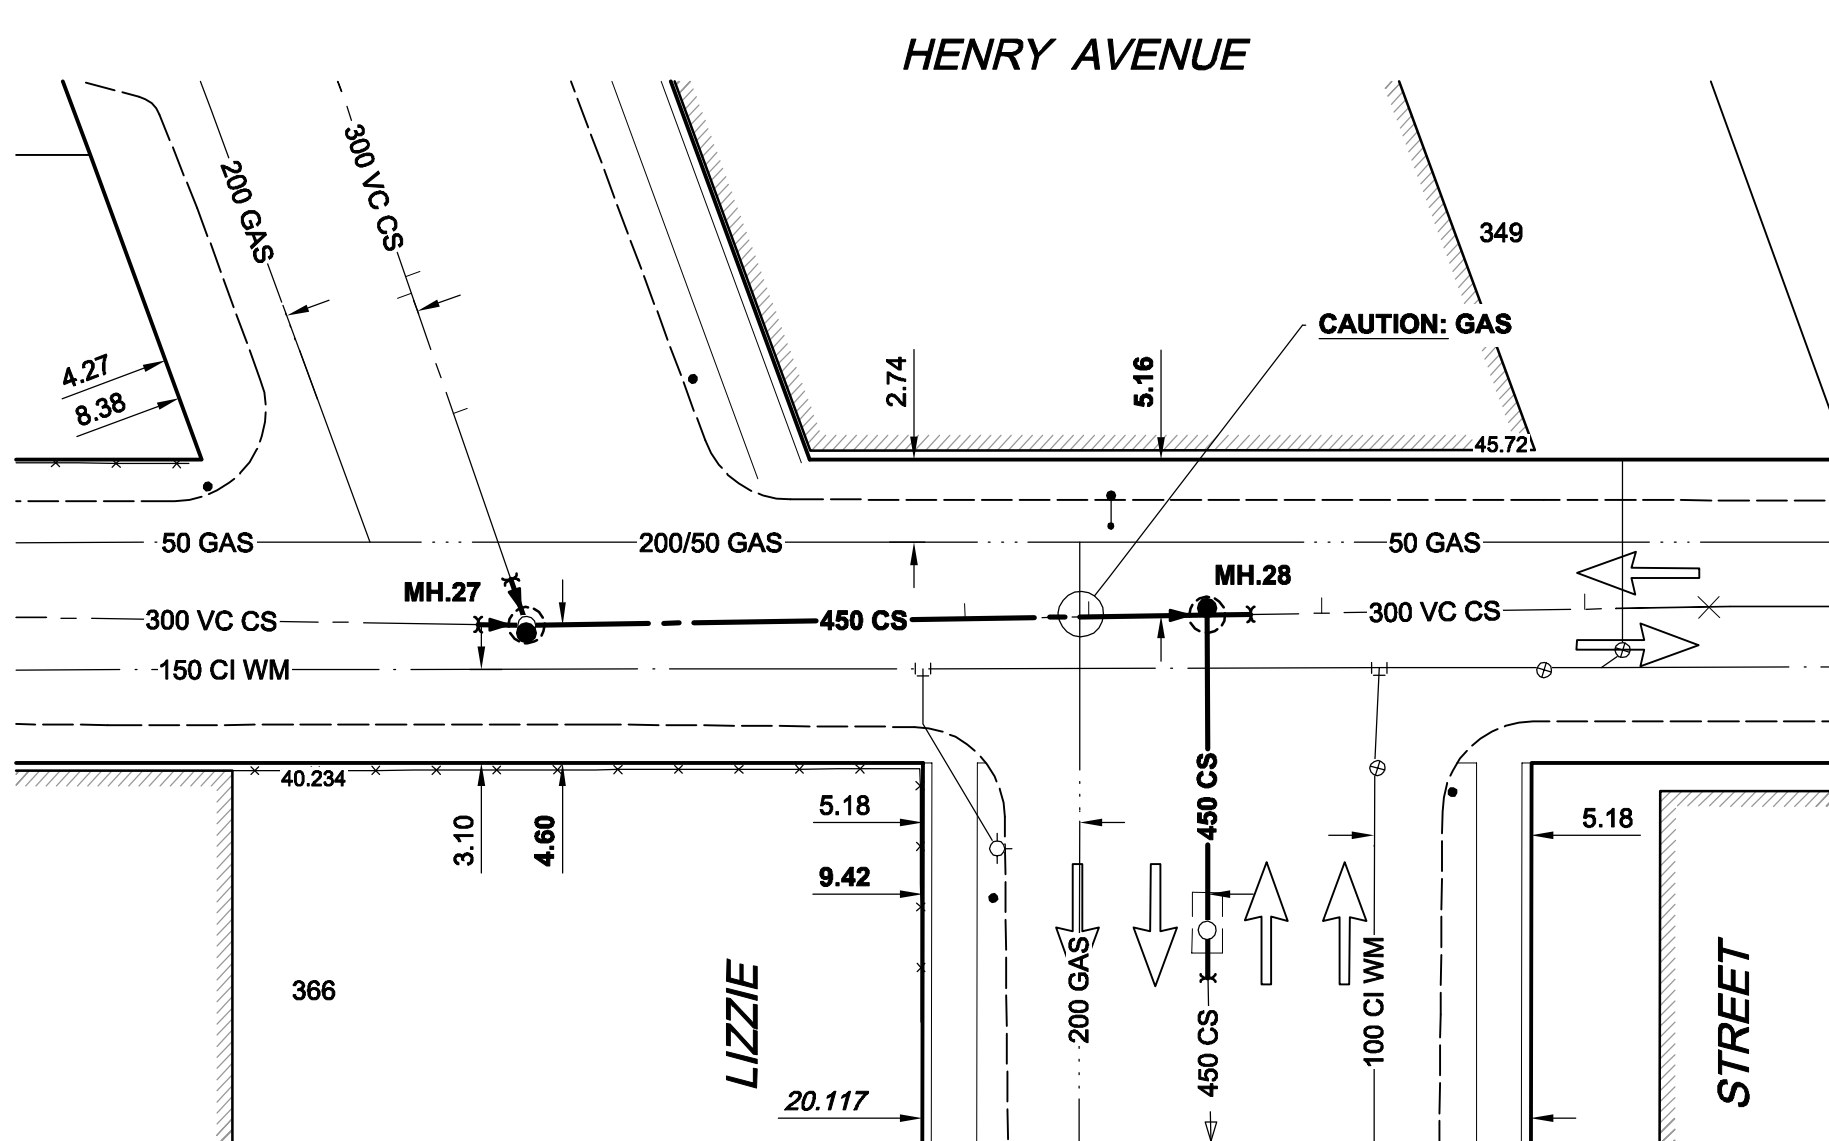 HENRY AVENUE
300 VC CS
200 GAS
349
CAUTION: GAS
4.27
8.38
2.74
5.16
45.72
50 GAS
200/50 GAS
50 GAS
MH.27
MH.28
300 VC CS
450 CS
300 VC CS
150 CI WM
40.234
3.10
4.60
5.18
9.42
450 CS
5.18
366
LIZZIE
200 GAS
450 CS
100 CI WM
STREET
20.117